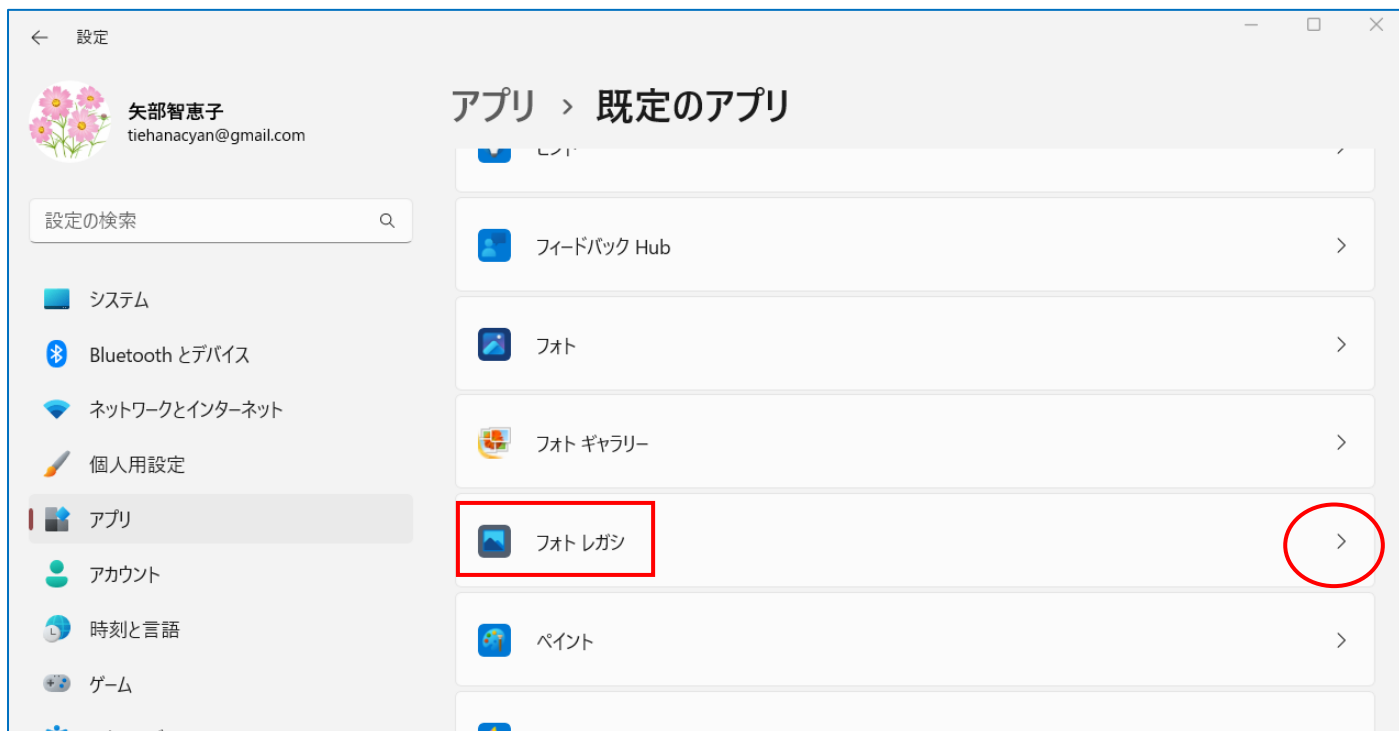 設定
矢部智恵子
tiehanacyan@gmail.com
設定の検索
システム
Bluetooth とデバイス
ネットワークとインターネット
個人用設定
アプリ
アカウント
時刻と言語
ゲーム
アプリ › 既定のアプリ
ヒント
フィードバック Hub
フォト
フォト ギャラリー
フォト レガシ
ペイント